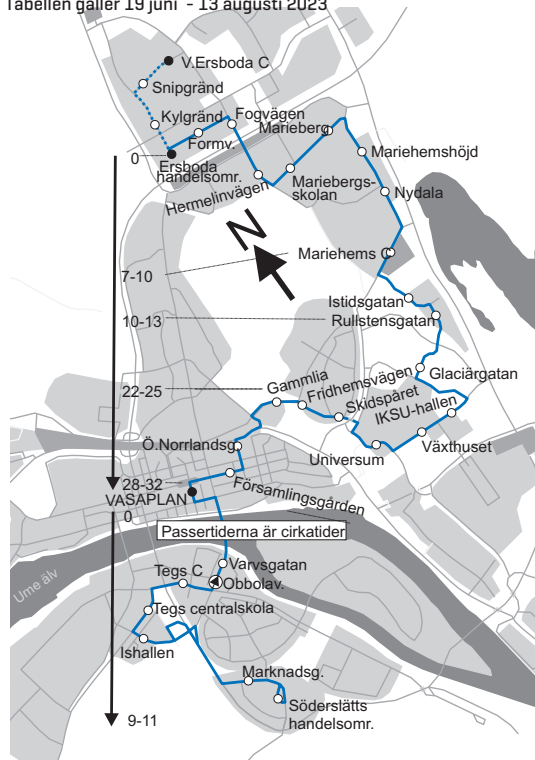 Tabellen gäller 19 juni - 13 augusti 2023
V.Ersboda C
Snipgränd
Kylgränd
Fogvägen
Marieberg
Formv.
0
Ersboda
handelsomr.
Mariehemshöjd
Hermelinvägen
Mariebergs-
skolan
Nydala
N
Mariehems C
7-10
Istidsgatan
10-13
Rullstensgatan
Glaciärgatan
22-25
Gammlia
Fridhemsvägen
Skidspåret
IKSU-hallen
Ö.Norrlandsg.
Universum
Växthuset
28-32
VASAPLAN
Församlingsgården
0
Passertiderna är cirkatider
Ume älv
Varvsgatan
Tegs C
Obbolav.
Tegs centralskola
Ishallen
Marknadsg.
Söderslätts
handelsomr.
9-11